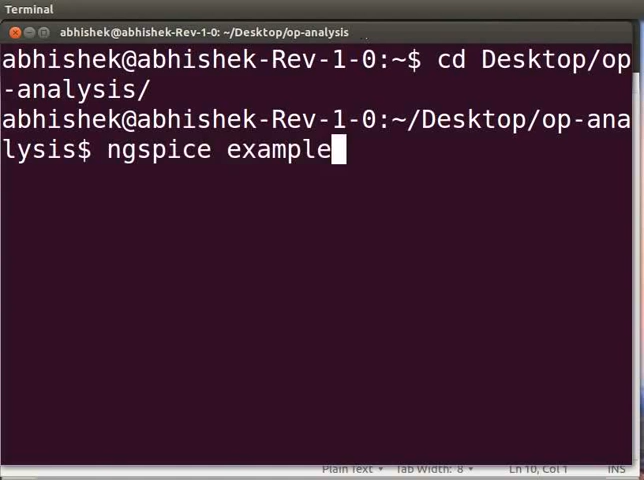 Terminal
abhishek@abhishek-Rev-1-0: ~/Desktop/op-analysis
abhishek@abhishek-Rev-1-0:~$ cd Desktop/op
-analysis/
abhishek@abhishek-Rev-1-0:~/Desktop/op-ana
lysis$ ngspice example
Plain Text Tab Width: 8 Ln 10, Col 1 INS